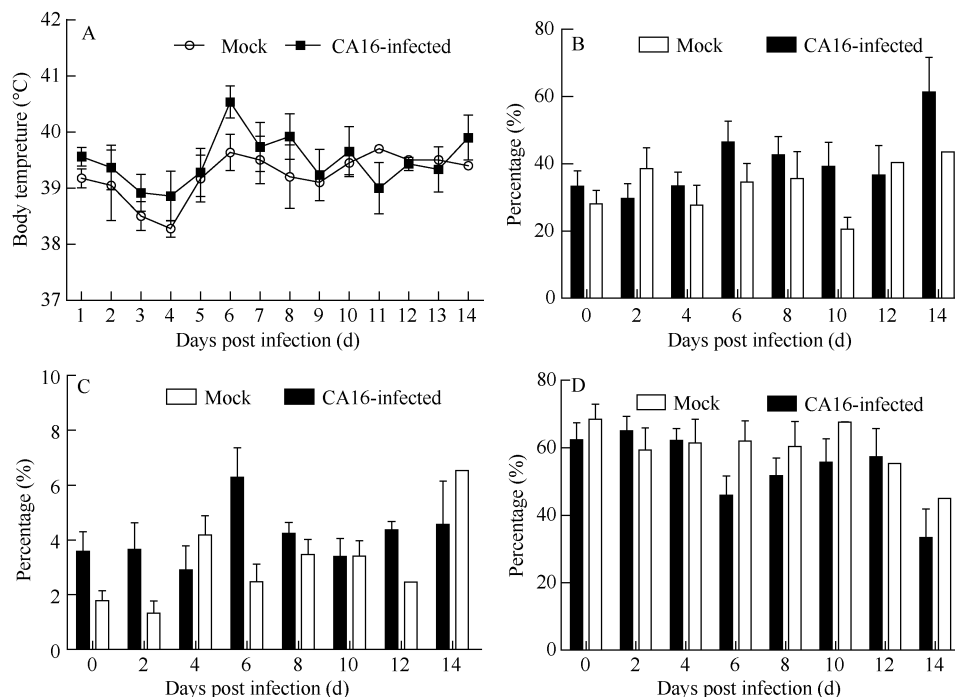 A
Mock
CA16-infected
Body tempreture (°C)
42
41
40
39
38
37
1 2 3 4 5 6 7 8 9 10 11 12 13 14
Days post infection (d)
B
Mock
CA16-infected
Percentage (%)
80
60
40
20
0
0 2 4 6 8 10 12 14
Days post infection (d)
C
Mock
CA16-infected
Percentage (%)
10
8
6
4
2
0
0 2 4 6 8 10 12 14
Days post infection (d)
D
Mock
CA16-infected
Percentage (%)
80
60
40
20
0
0 2 4 6 8 10 12 14
Days post infection (d)